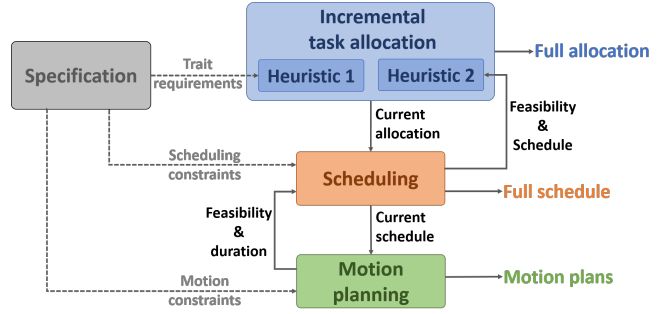 Incremental
task allocation
Full allocation
Specification
Trait
requirements
Heuristic 1
Heuristic 2
Current
allocation
Feasibility
&
Schedule
Scheduling
constraints
Scheduling
Full schedule
Feasibility
&
duration
Current
schedule
Motion
constraints
Motion
planning
Motion plans